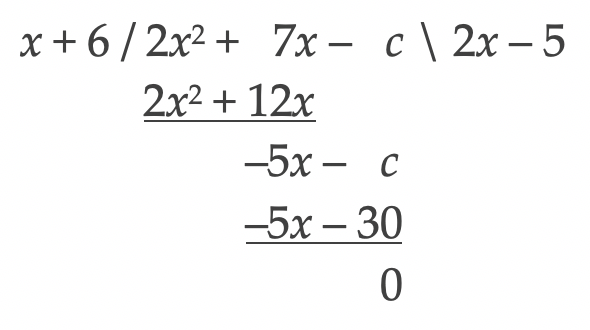 x + 6 / 2x² + 7x – c \ 2x – 5
2x² + 12x
–5x – c
–5x – 30
0